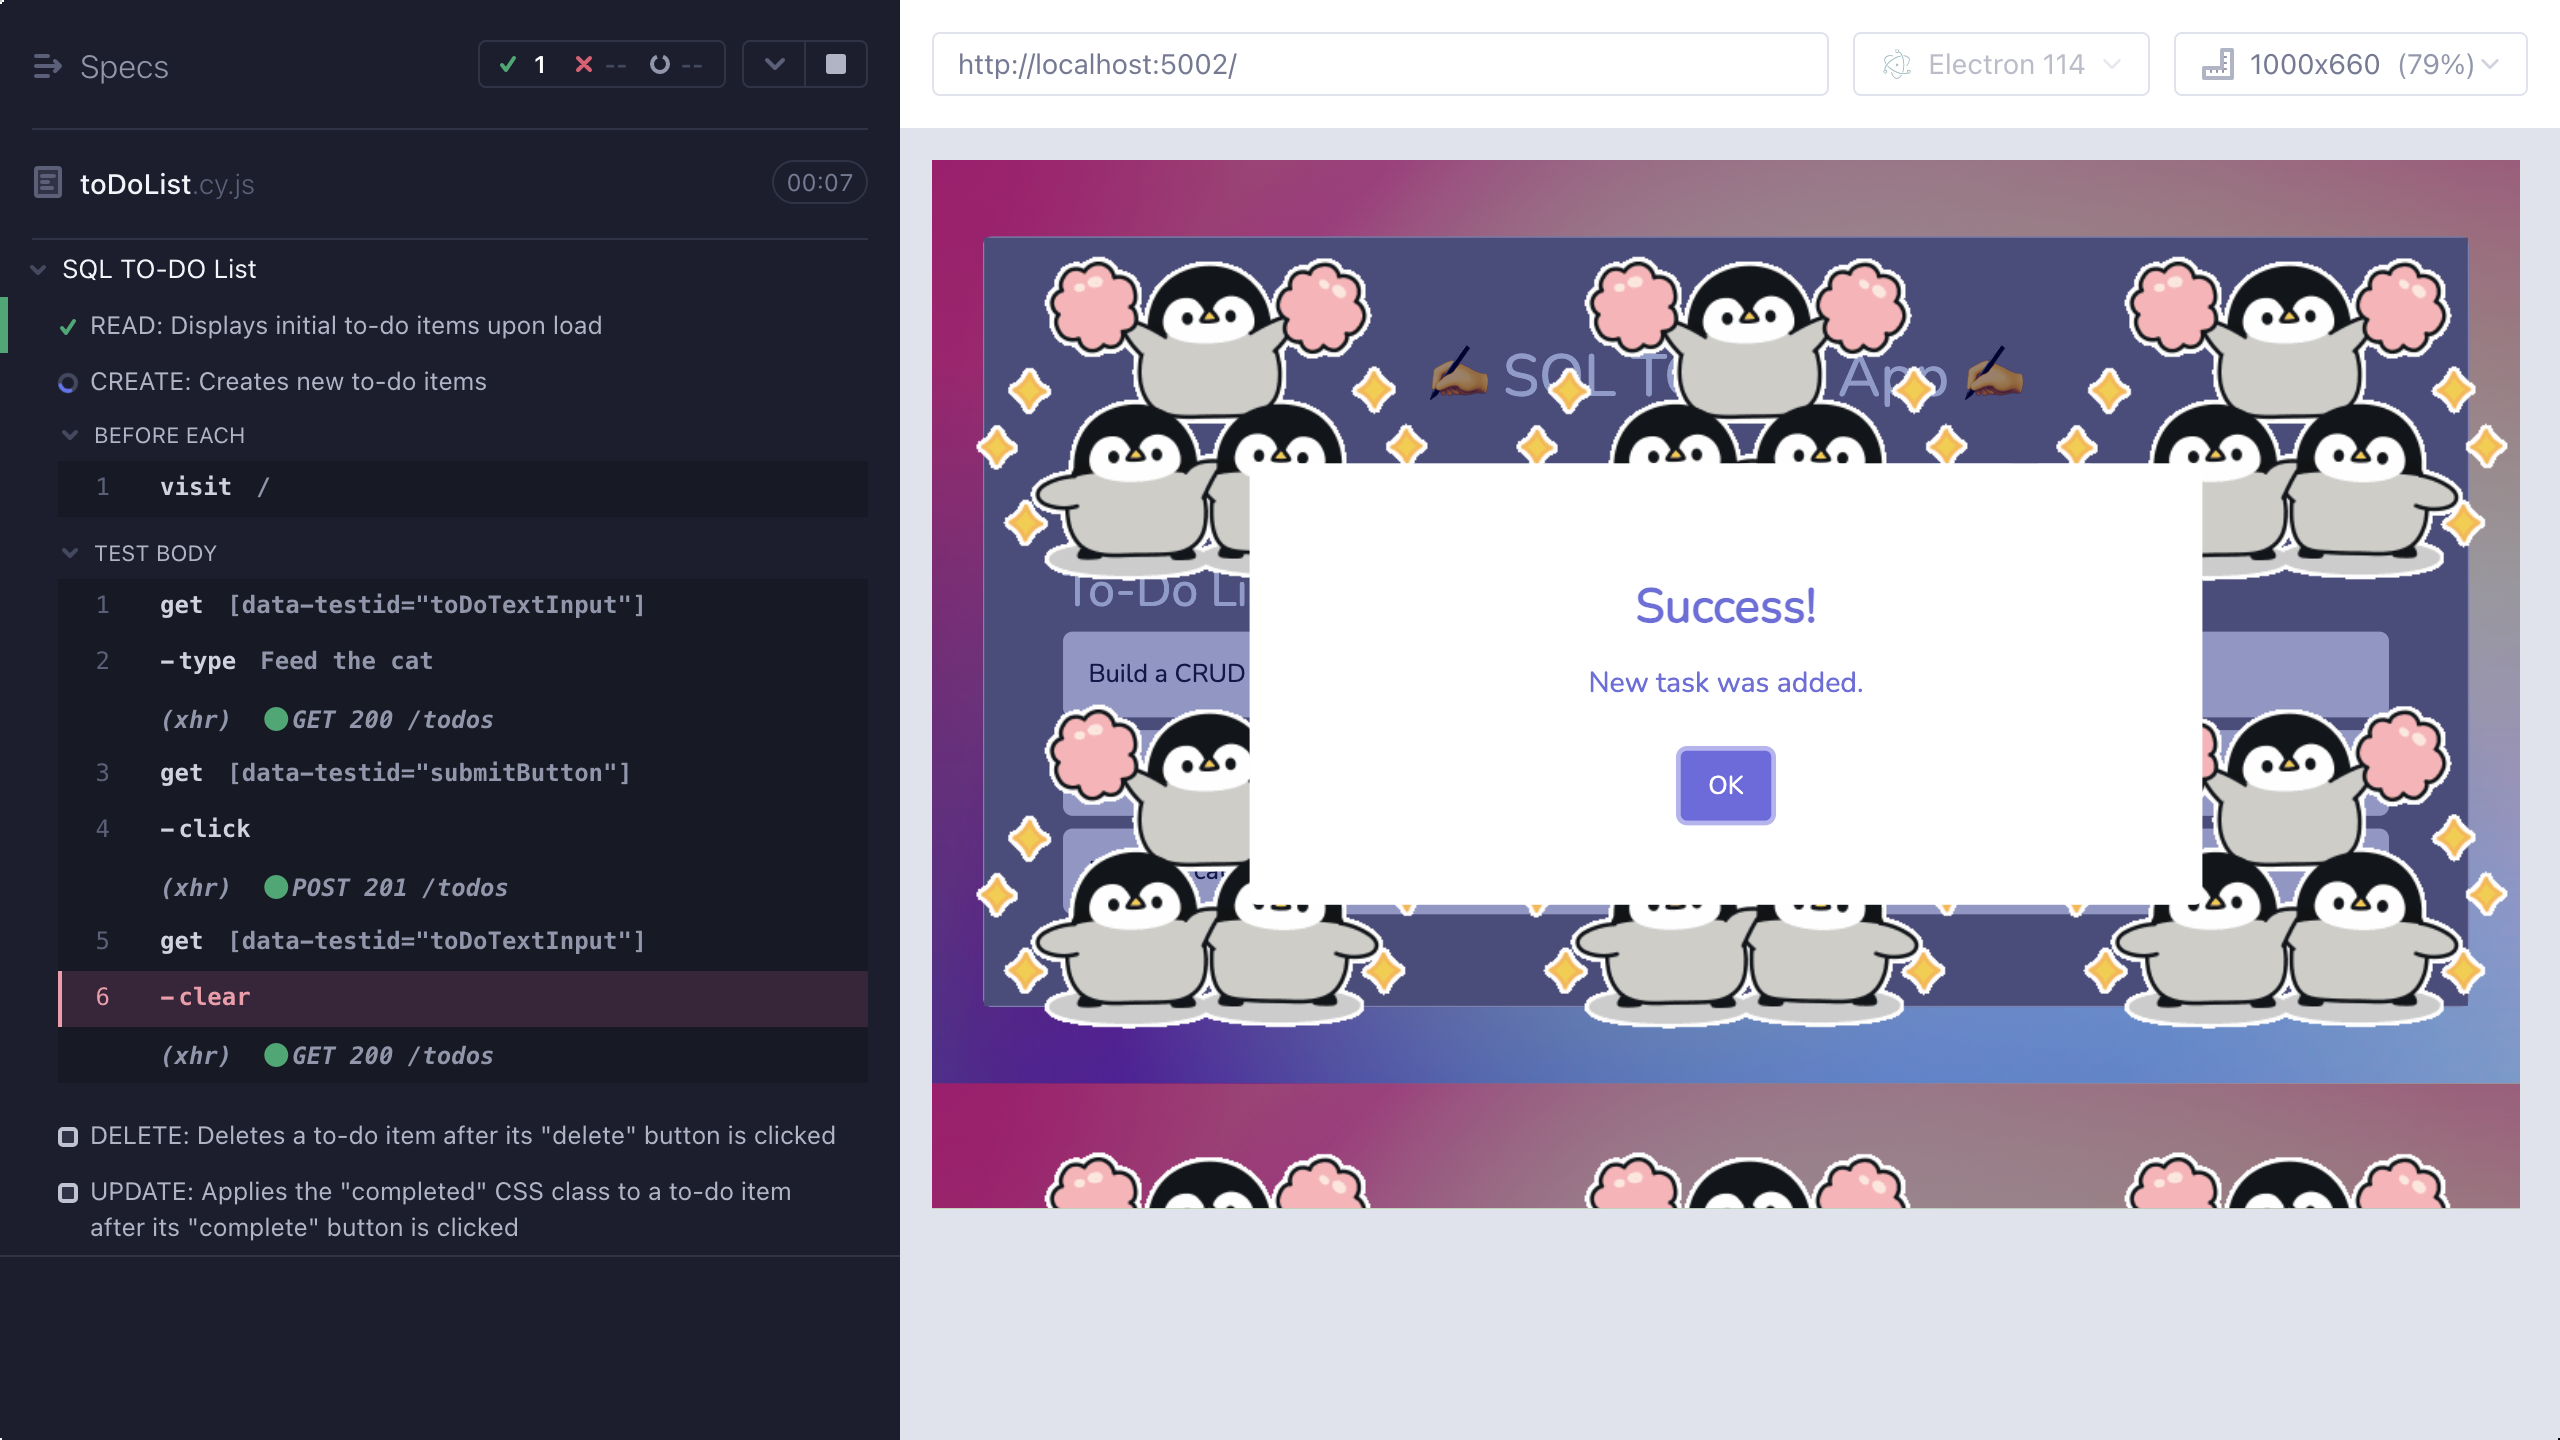 Specs
1 -- --
toDoList.cy.js
00:07
SQL TO-DO List
READ: Displays initial to-do items upon load
CREATE: Creates new to-do items
BEFORE EACH
1 visit /
TEST BODY
1 get [data-testid="toDoTextInput"]
2 -type Feed the cat
(xhr) GET 200 /todos
3 get [data-testid="submitButton"]
4 -click
(xhr) POST 201 /todos
5 get [data-testid="toDoTextInput"]
6 -clear
(xhr) GET 200 /todos
DELETE: Deletes a to-do item after its "delete" button is clicked
UPDATE: Applies the "completed" CSS class to a to-do item
after its "complete" button is clicked
http://localhost:5002/
Electron 114
1000x660 (79%)
SQL App
To-Do
Build a CRUD
Success!
New task was added.
OK